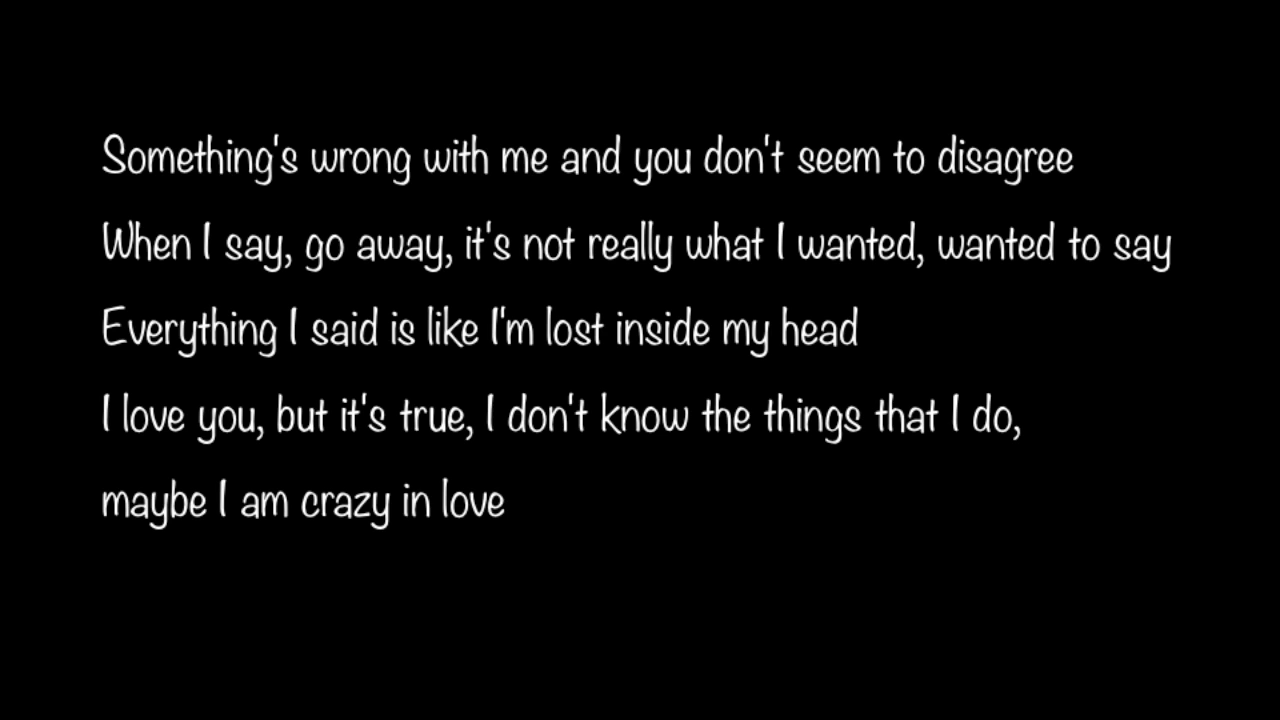 Something's wrong with me and you don't seem to disagree
When I say, go away, it's not really what I wanted, wanted to say
Everything I said is like I'm lost inside my head
I love you, but it's true, I don't know the things that I do,
maybe I am crazy in love